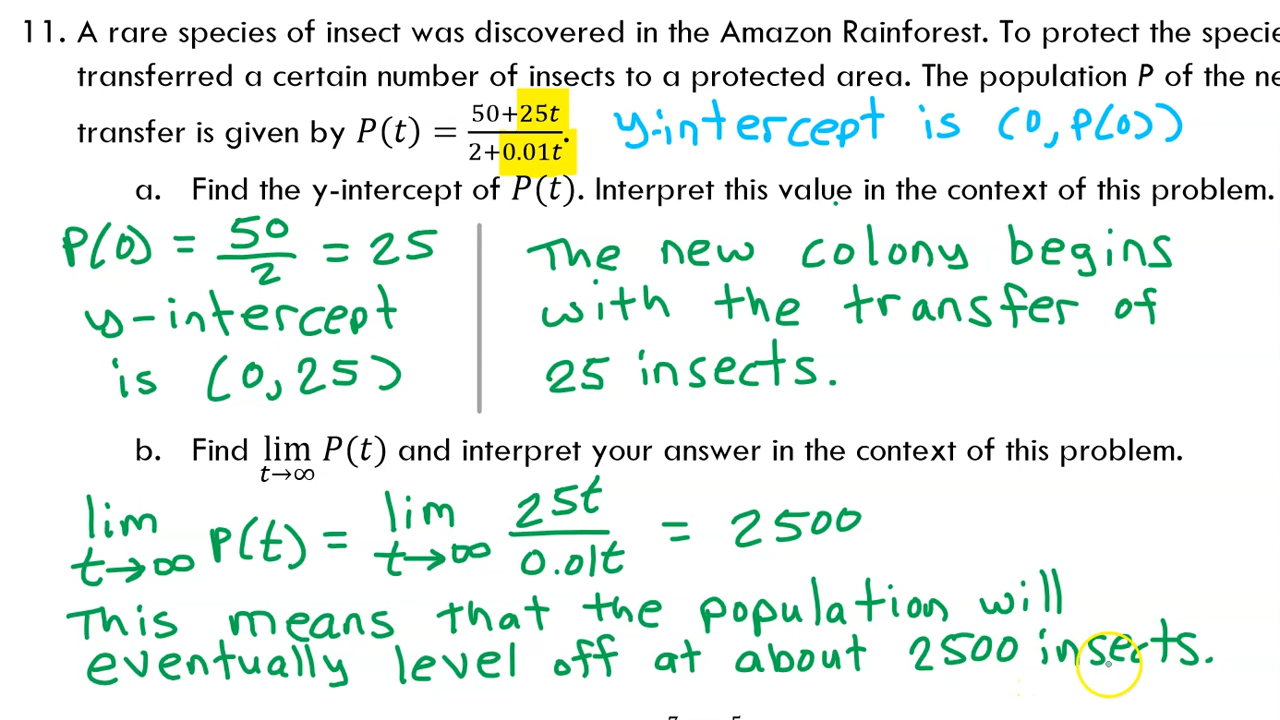 11. A rare species of insect was discovered in the Amazon Rainforest. To protect the specie
transferred a certain number of insects to a protected area. The population P of the ne
transfer is given by P(t) = (50+25t)/(2+0.01t). y-intercept is (0, P(0))
a. Find the y-intercept of P(t). Interpret this value in the context of this problem.
P(0) = 50/2 = 25
y-intercept
is (0, 25)
The new colony begins
with the transfer of
25 insects.
b. Find lim t→∞ P(t) and interpret your answer in the context of this problem.
lim t→∞ P(t) = lim t→∞ 25t/0.01t = 2500
This means that the population will
eventually level off at about 2500 insects.